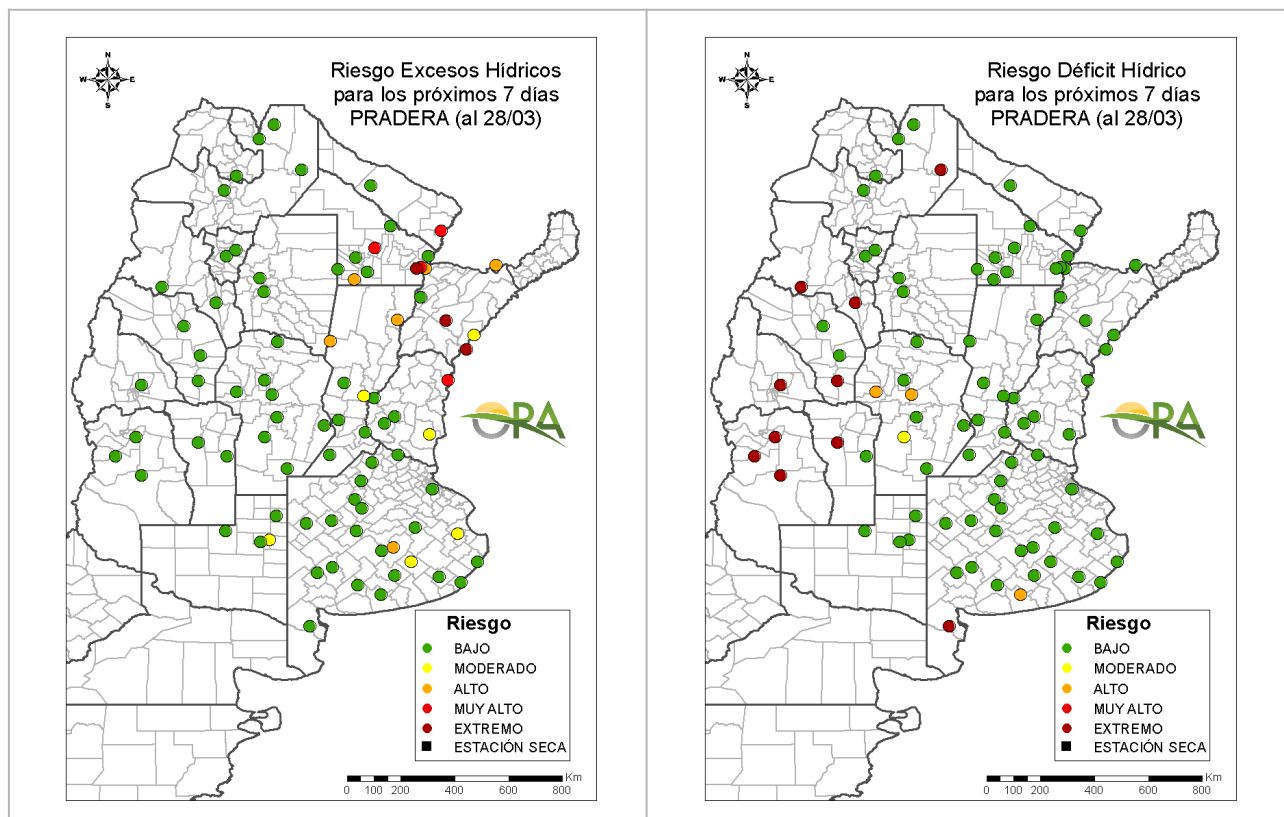 N
W E
S
Riesgo Excesos Hídricos
para los próximos 7 días
PRADERA (al 28/03)
ORA
Riesgo
BAJO
MODERADO
ALTO
MUY ALTO
EXTREMO
ESTACIÓN SECA
Km
0 100 200 400 600 800
N
W E
S
Riesgo Déficit Hídrico
para los próximos 7 días
PRADERA (al 28/03)
ORA
Riesgo
BAJO
MODERADO
ALTO
MUY ALTO
EXTREMO
ESTACIÓN SECA
Km
0 100 200 400 600 800